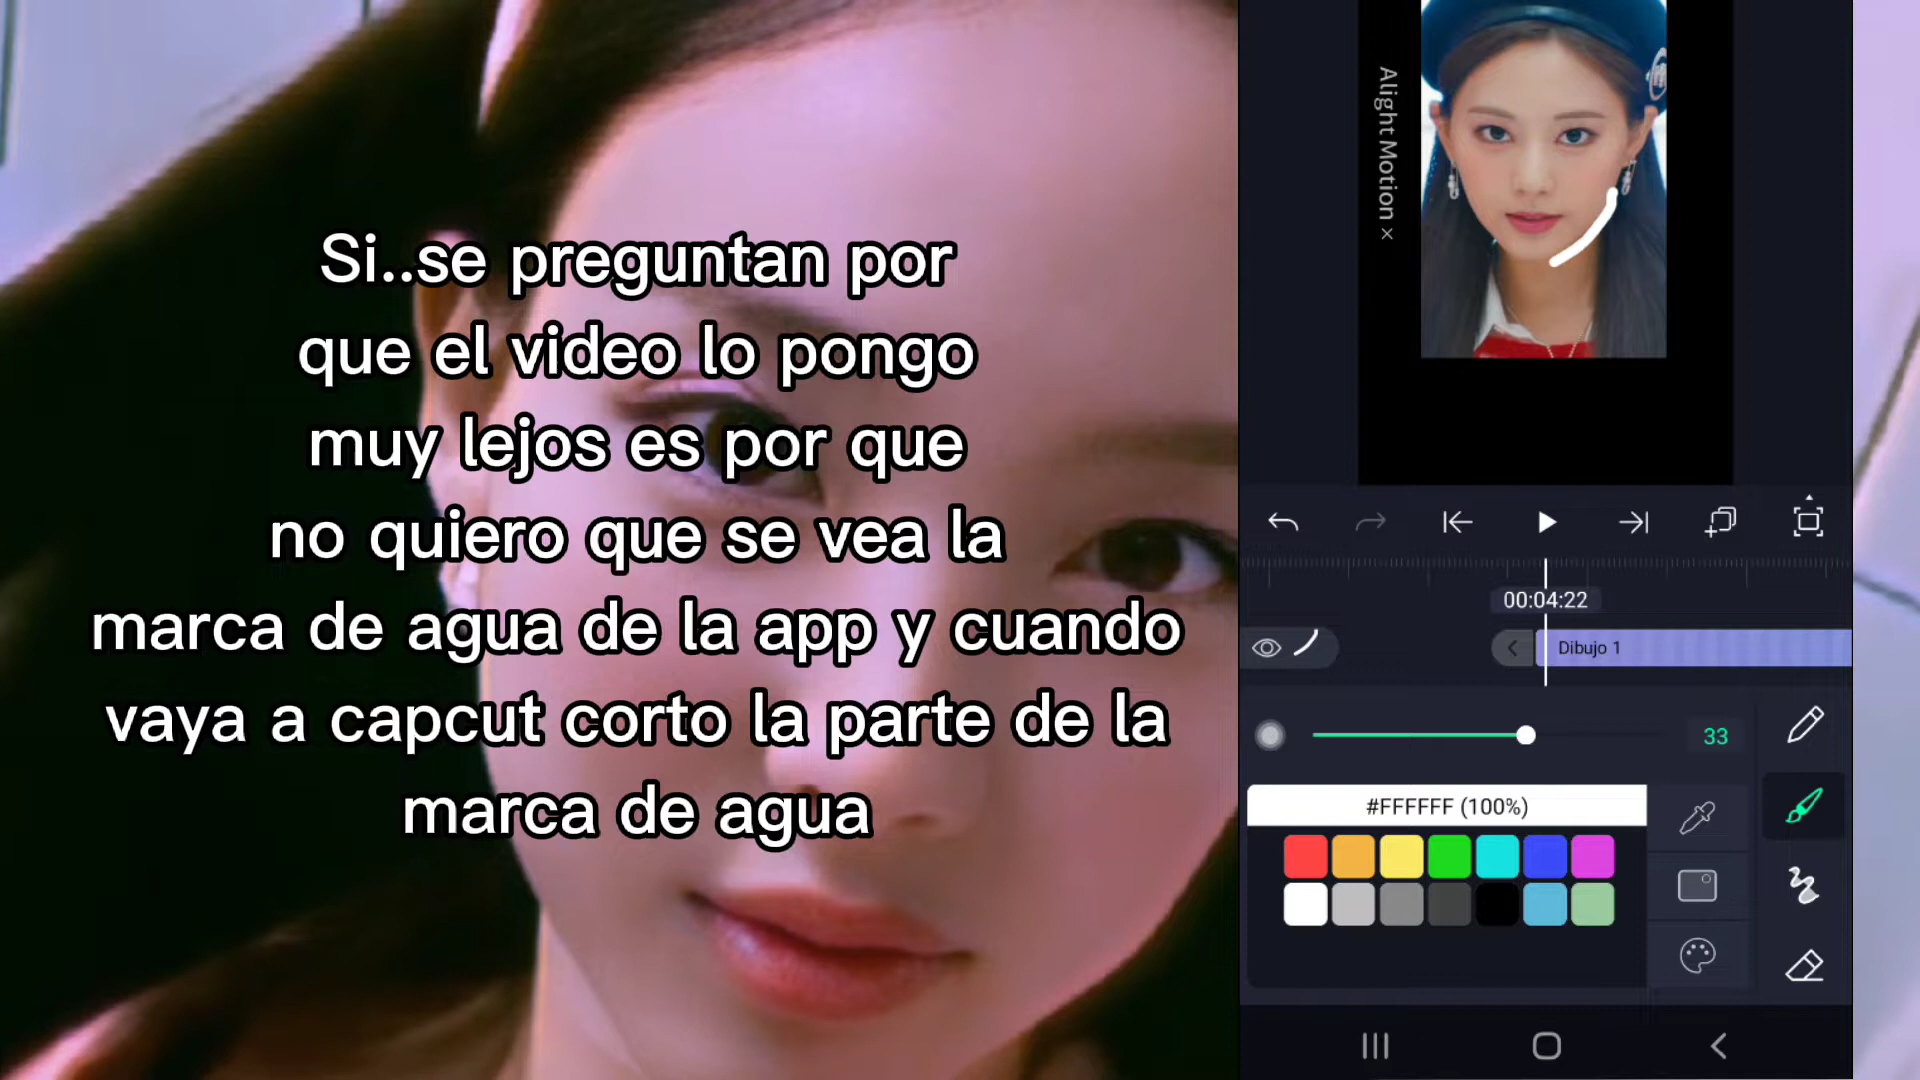 Si..se preguntan por
que el video lo pongo
muy lejos es por que
no quiero que se vea la
marca de agua de la app y cuando
vaya a capcut corto la parte de la
marca de agua
Alight Motion ×
00:04:22
Dibujo 1
33
#FFFFFF (100%)